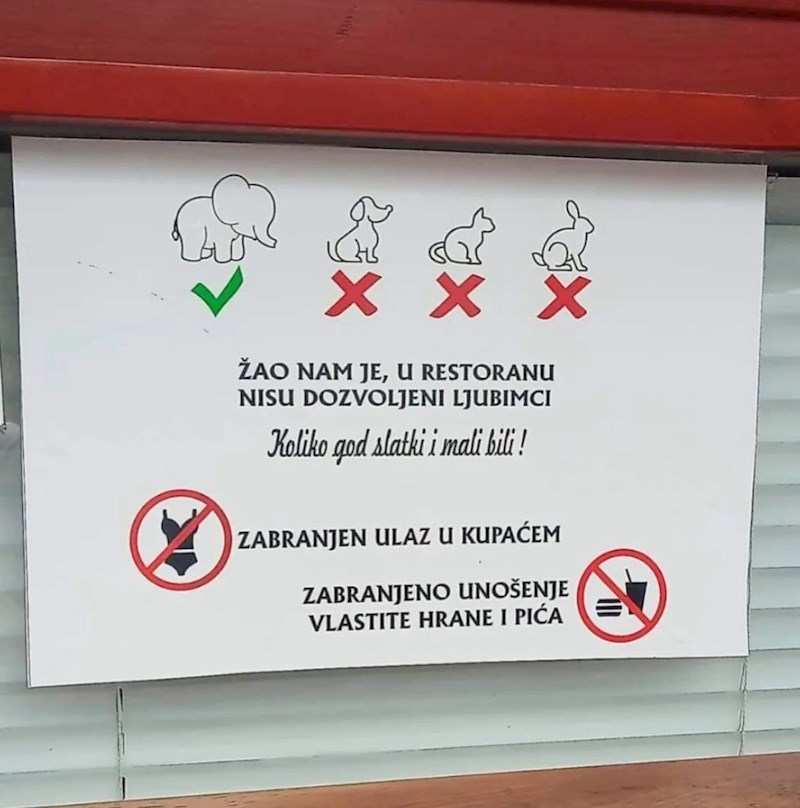 ŽAO NAM JE, U RESTORANU
NISU DOZVOLJENI LJUBIMCI
Koliko god slatki i mali bili !
ZABRANJEN ULAZ U KUPAĆEM
ZABRANJENO UNOŠENJE
VLASTITE HRANE I PIĆA